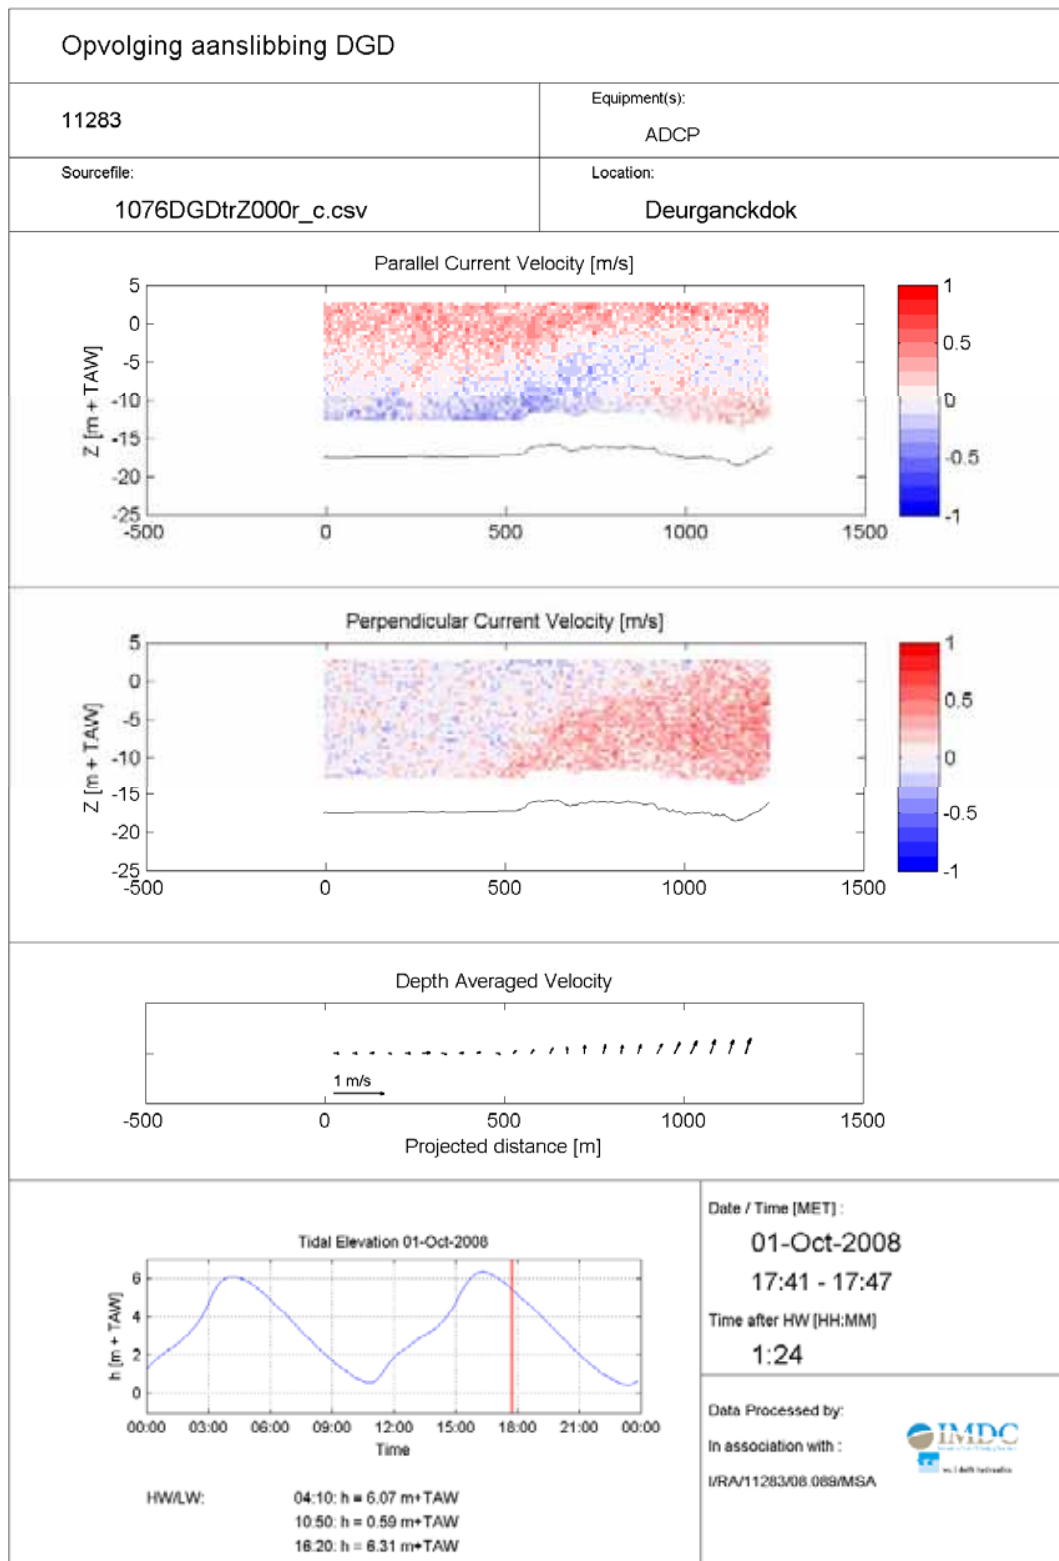 Opvolging aanslibbing DGD
11283
Equipment(s):
ADCP
Sourcefile:
1076DGDtrZ000r_c.csv
Location:
Deurganckdok
Parallel Current Velocity [m/s]
Z [m + TAW]
5
0
-5
-10
-15
-20
-25
-500
0
500
1000
1500
1
0.5
0
-0.5
-1
Perpendicular Current Velocity [m/s]
Z [m + TAW]
5
0
-5
-10
-15
-20
-25
-500
0
500
1000
1500
1
0.5
0
-0.5
-1
Depth Averaged Velocity
1 m/s
-500
0
500
1000
1500
Projected distance [m]
Tidal Elevation 01-Oct-2008
h [m + TAW]
6
4
2
0
00:00
03:00
06:00
09:00
12:00
15:00
18:00
21:00
00:00
Time
HW/LW:
04:10: h = 6.07 m+TAW
10:50: h = 0.59 m+TAW
16:20: h = 6.31 m+TAW
Date / Time [MET] :
01-Oct-2008
17:41 - 17:47
Time after HW [HH:MM]
1:24
Data Processed by:
In association with :
I/RA/11283/08.089/MSA
IMDC
wl | delft hydraulics